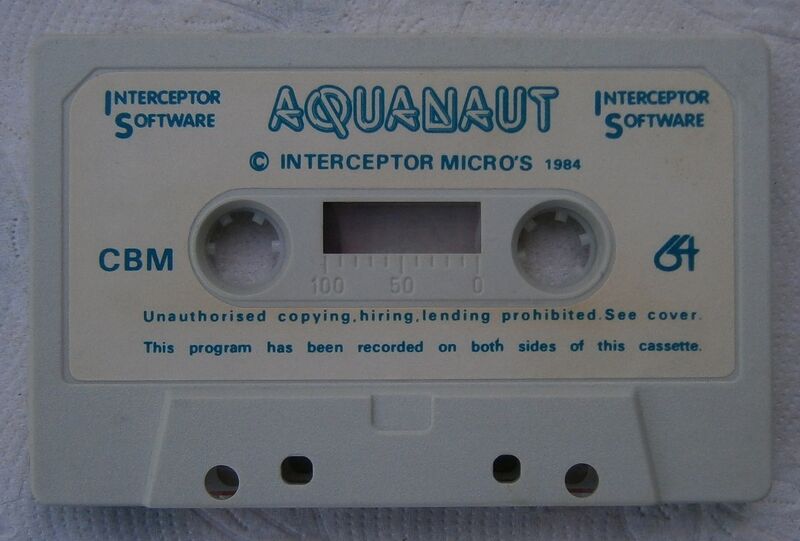 INTERCEPTOR SOFTWARE
AQUANAUT
INTERCEPTOR SOFTWARE
© INTERCEPTOR MICRO'S 1984
CBM
64
100 50 0
Unauthorised copying,hiring,lending prohibited.See cover.
This program has been recorded on both sides of this cassette.